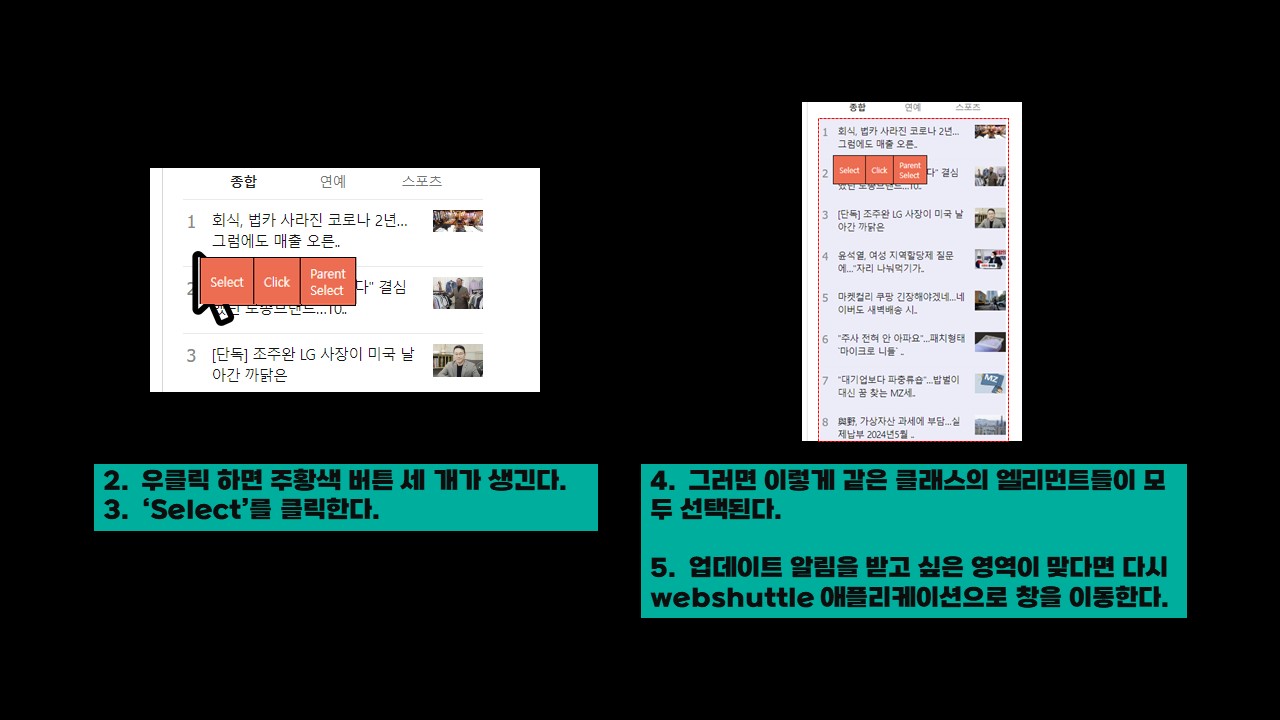 종합 연예 스포츠
1 회식, 법카 사라진 코로나 2년...
그럼에도 매출 오른..
Select Click Parent Select
2 다" 결심
했던 토종브랜드...10..
3 [단독] 조주완 LG 사장이 미국 날
아간 까닭은
2. 우클릭 하면 주황색 버튼 세 개가 생긴다.
3. ‘Select’를 클릭한다.
종합 연예 스포츠
1 회식, 법카 사라진 코로나 2년...
그럼에도 매출 오른..
Select Click Parent Select
2 다" 결심
했던 토종브랜드...10..
3 [단독] 조주완 LG 사장이 미국 날
아간 까닭은
4 윤석열, 여성 지역할당제 질문
에..."자리 나눠먹기가..
5 마켓컬리 쿠팡 긴장해야겠네...네
이버도 새벽배송 시..
6 "주사 전혀 안 아파요"...패치형태
`마이크로 니들` ..
7 "대기업보다 파중류숍"...밥벌이
대신 꿈 찾는 MZ세..
8 與野, 가상자산 과세에 부담...실
제납부 2024년5월 ..
4. 그러면 이렇게 같은 클래스의 엘리먼트들이 모
두 선택된다.
5. 업데이트 알림을 받고 싶은 영역이 맞다면 다시
webshuttle 애플리케이션으로 창을 이동한다.